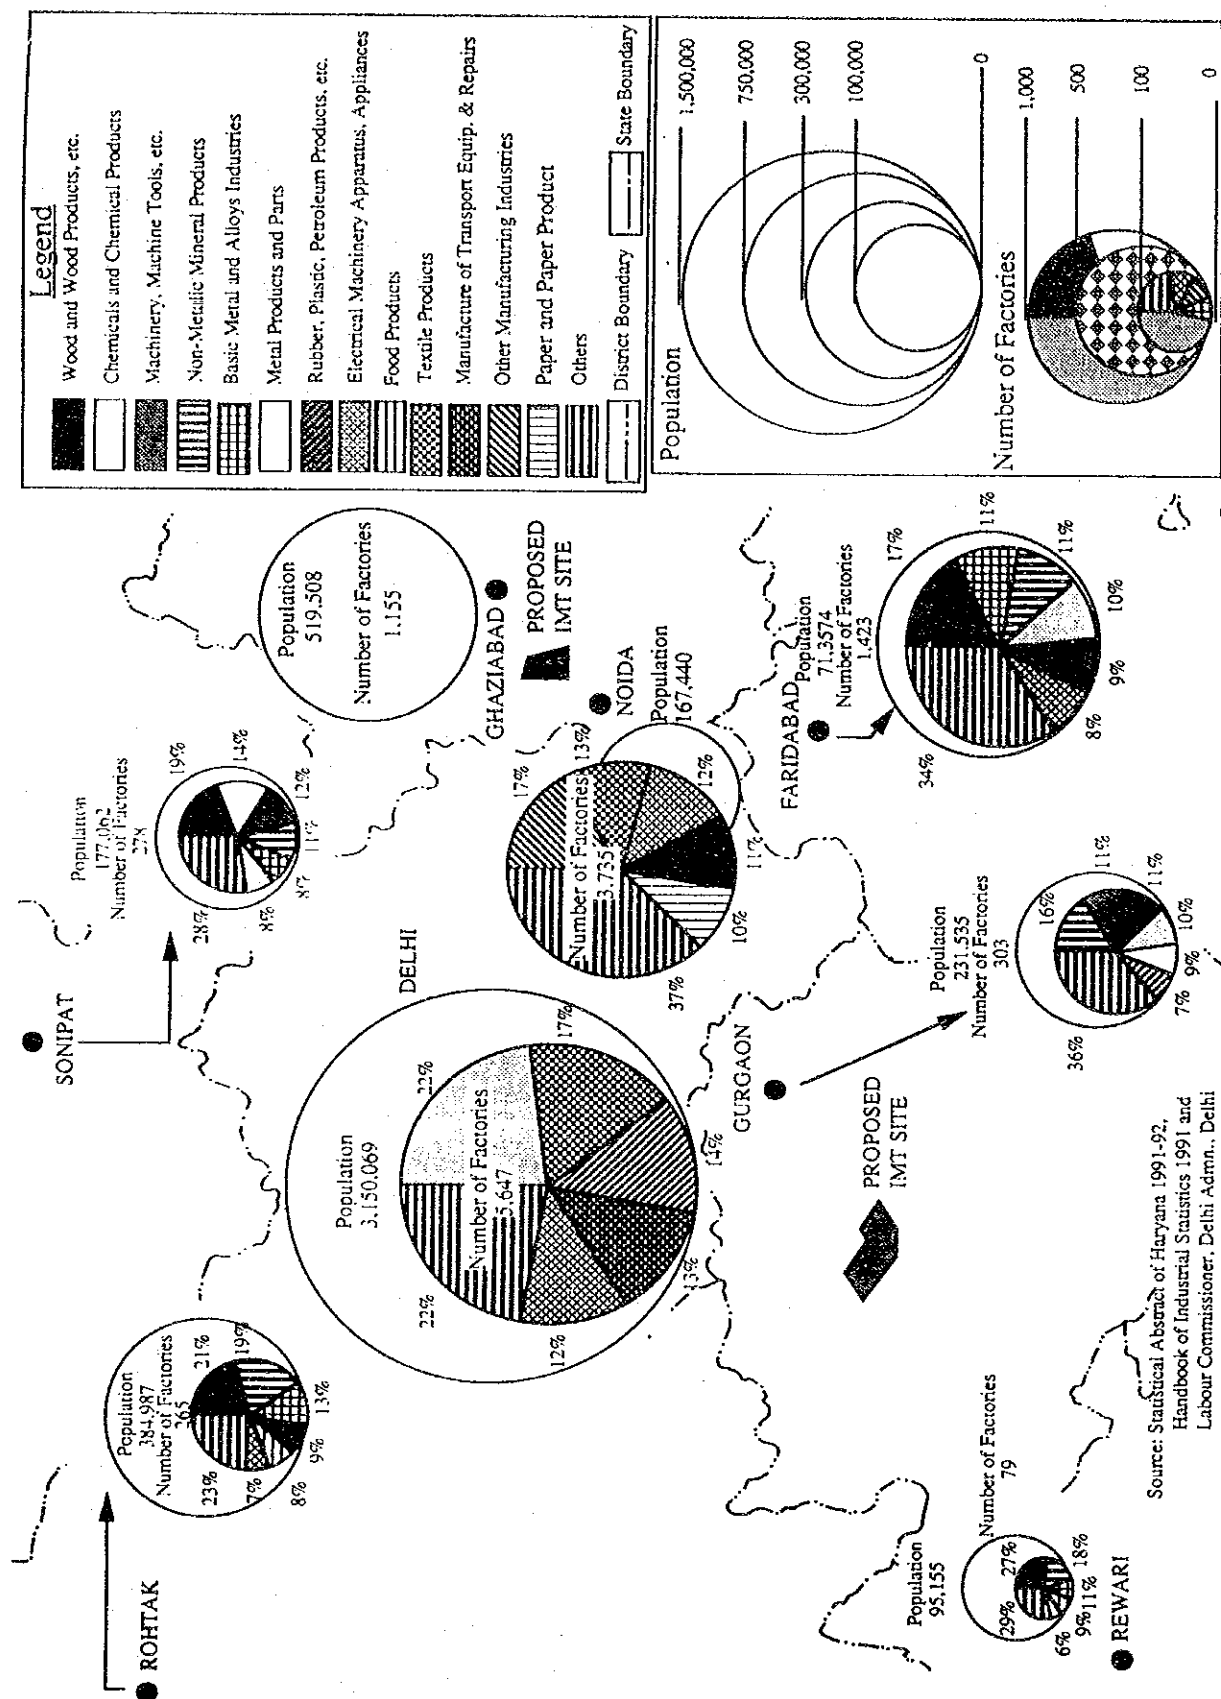 Legend
Wood and Wood Products, etc.
Chemicals and Chemical Products
Machinery, Machine Tools, etc.
Non-Metallic Mineral Products
Basic Metal and Alloys Industries
Metal Products and Parts
Rubber, Plastic, Petroleum Products, etc.
Electrical Machinery Apparatus, Appliances
Food Products
Textile Products
Manufacture of Transport Equip. & Repairs
Other Manufacturing Industries
Paper and Paper Product
Others
District Boundary
State Boundary
Population
1,500,000
750,000
300,000
100,000
0
Number of Factories
1,000
500
100
0
SONIPAT
Population
177.062
Number of Factories
278
19%
14%
12%
11%
8%
8%
28%
Population
519.508
Number of Factories
1.155
GHAZIABAD
PROPOSED
IMT SITE
NOIDA
Population
167.440
Number of Factories
3.735
17%
13%
12%
11%
10%
37%
FARIDABAD
Population
71.3574
Number of Factories
1.423
17%
11%
11%
10%
9%
8%
34%
DELHI
Population
3.150.069
Number of Factories
5.647
22%
17%
14%
13%
12%
22%
GURGAON
Population
231.535
Number of Factories
303
16%
11%
11%
10%
9%
7%
36%
PROPOSED
IMT SITE
ROHTAK
Population
384.987
Number of Factories
265
21%
19%
13%
9%
8%
7%
23%
REWARI
Population
95.155
Number of Factories
79
27%
18%
11%
9%
6%
29%
Source: Statistical Abstract of Haryana 1991-92,
Handbook of Industrial Statistics 1991 and
Labour Commissioner, Delhi Admn., Delhi